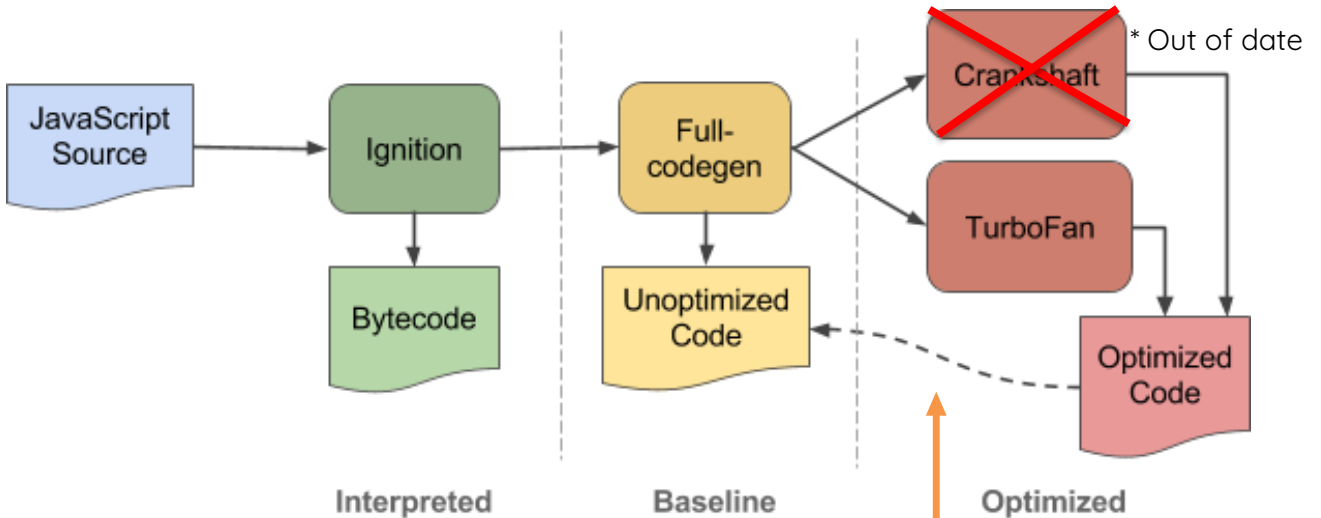 JavaScript
Source
Ignition
Bytecode
Full-
codegen
Unoptimized
Code
Crankshaft
* Out of date
TurboFan
Optimized
Code
Interpreted
Baseline
Optimized